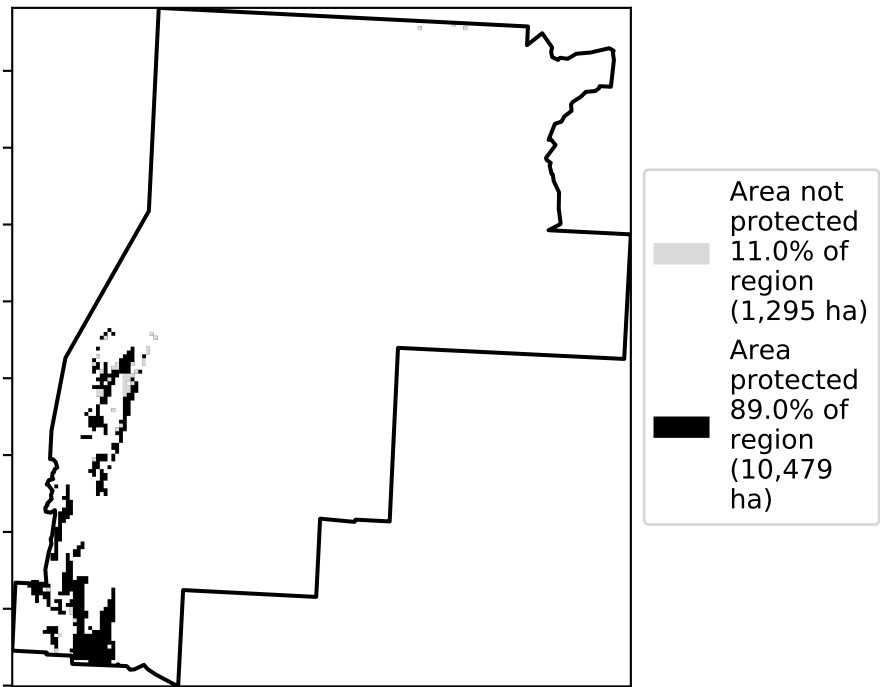 Area not
protected
11.0% of
region
(1,295 ha)
Area
protected
89.0% of
region
(10,479
ha)